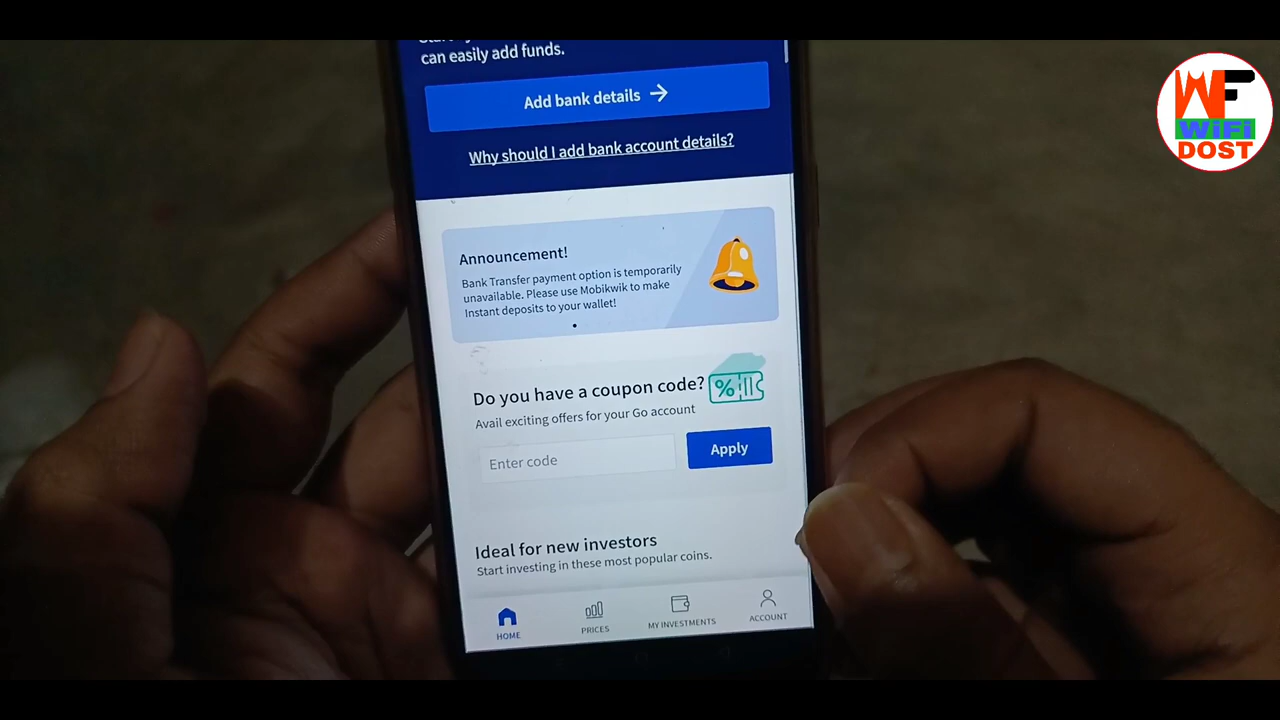 can easily add funds.
Add bank details →
Why should I add bank account details?
Announcement!
Bank Transfer payment option is temporarily
unavailable. Please use Mobikwik to make
Instant deposits to your wallet!
Do you have a coupon code?
%
Avail exciting offers for your Go account
Enter code
Apply
Ideal for new investors
Start investing in these most popular coins.
HOME
PRICES
MY INVESTMENTS
ACCOUNT
WF
WiFi
DOST